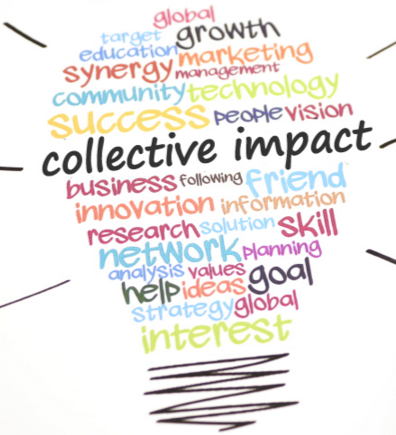 global
target growth
education marketing
synergy management
community technology
success people vision
collective impact
business following friend
innovation information
research solution skill
network planning
analysis values goal
help ideas
strategy global
interest